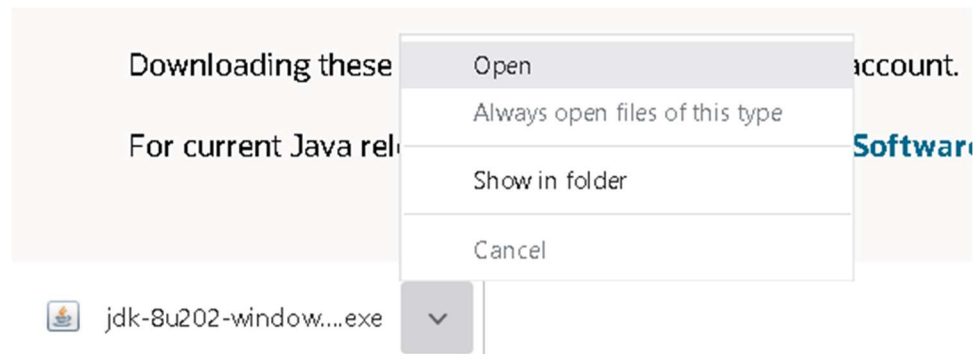 Downloading these
account.
For current Java rel
Software
Open
Always open files of this type
Show in folder
Cancel
jdk-8u202-window....exe